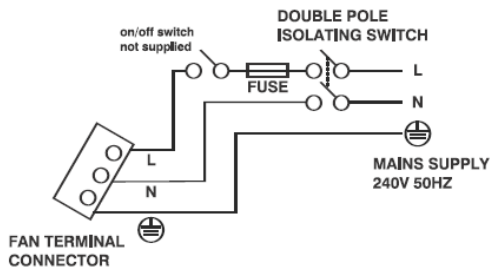 DOUBLE POLE
ISOLATING SWITCH
on/off switch
not supplied
L
FUSE
N
L
MAINS SUPPLY
240V 50HZ
N
FAN TERMINAL
CONNECTOR